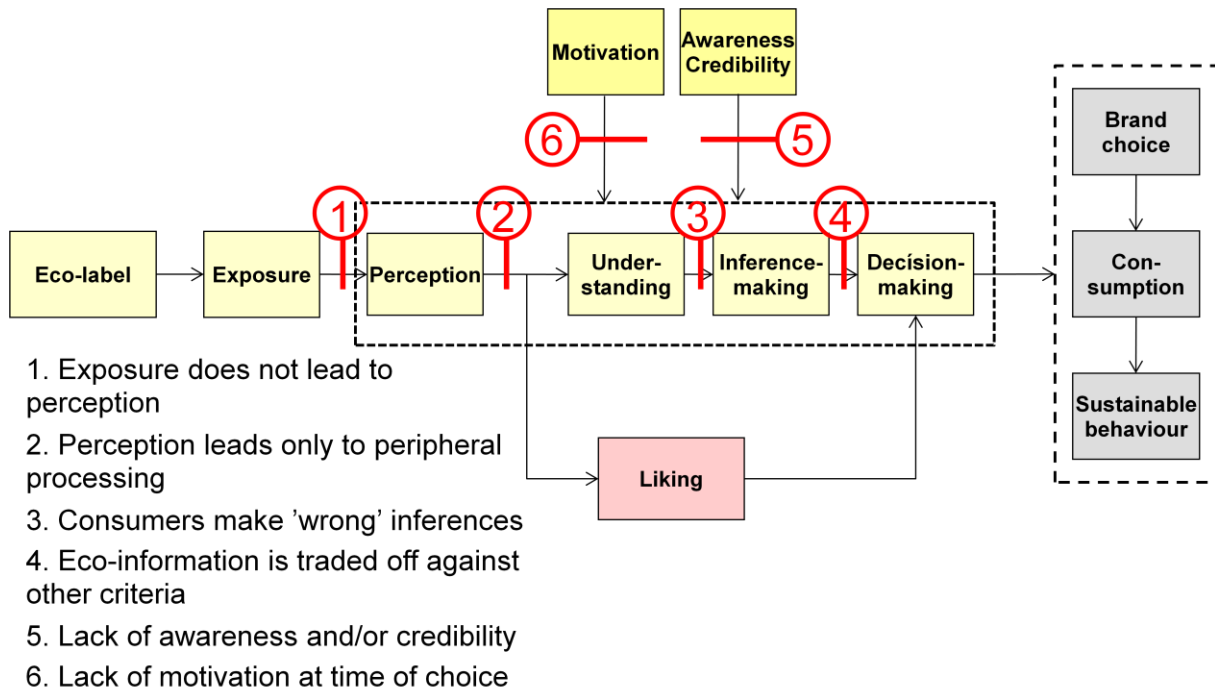 Motivation
Awareness
Credibility
6
5
Brand
choice
1
2
3
4
Eco-label
Exposure
Perception
Under-
standing
Inference-
making
Decísion-
making
Con-
sumption
1. Exposure does not lead to
perception
2. Perception leads only to peripheral
processing
Liking
Sustainable
behaviour
3. Consumers make ’wrong’ inferences
4. Eco-information is traded off against
other criteria
5. Lack of awareness and/or credibility
6. Lack of motivation at time of choice